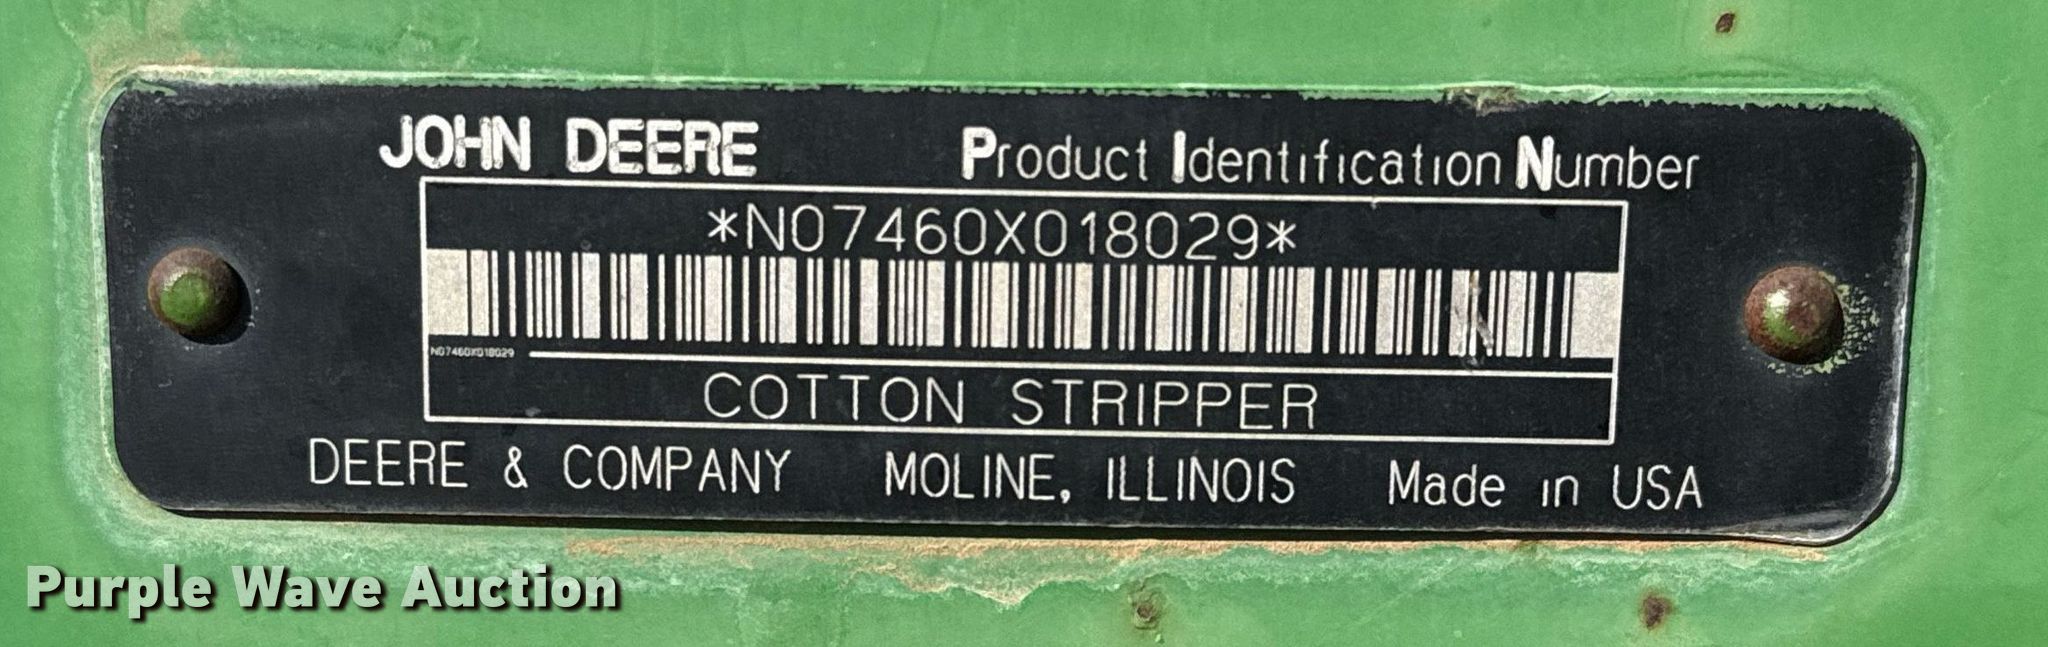 JOHN DEERE Product Identification Number
*N07460X018029*
N07460X018029
COTTON STRIPPER
DEERE & COMPANY MOLINE, ILLINOIS Made in USA
Purple Wave Auction